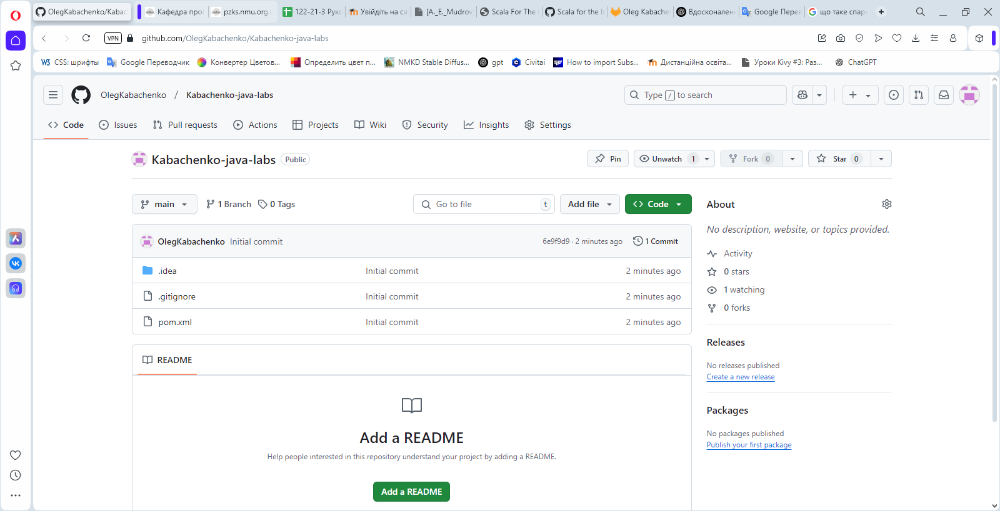 OlegKabachenko/Kabac
Кафедра прог
pzks.nmu.org.u
122-21-3 Рукс
Увійдіть на са
[A._E._Mudrov
Scala For The I
Scala for the I
Oleg Kabacher
Вдосконален
Google Перев
що таке спар
VPN github.com/OlegKabachenko/Kabachenko-java-labs
CSS: шрифты
Google Переводчик
Конвертер Цветов...
Определить цвет п...
NMKD Stable Diffus...
gpt
Civitai
How to import Subs...
Дистанційна освіта...
Уроки Kivy #3: Раз...
ChatGPT
OlegKabachenko / Kabachenko-java-labs
Type / to search
Code
Issues
Pull requests
Actions
Projects
Wiki
Security
Insights
Settings
Kabachenko-java-labs Public
Pin
Unwatch 1
Fork 0
Star 0
main
1 Branch
0 Tags
Go to file t
Add file
Code
OlegKabachenko Initial commit 6e9f9d9 · 2 minutes ago 1 Commit
.idea Initial commit 2 minutes ago
.gitignore Initial commit 2 minutes ago
pom.xml Initial commit 2 minutes ago
README
Add a README
Help people interested in this repository understand your project by adding a README.
Add a README
About
No description, website, or topics provided.
Activity
0 stars
1 watching
0 forks
Releases
No releases published
Create a new release
Packages
No packages published
Publish your first package